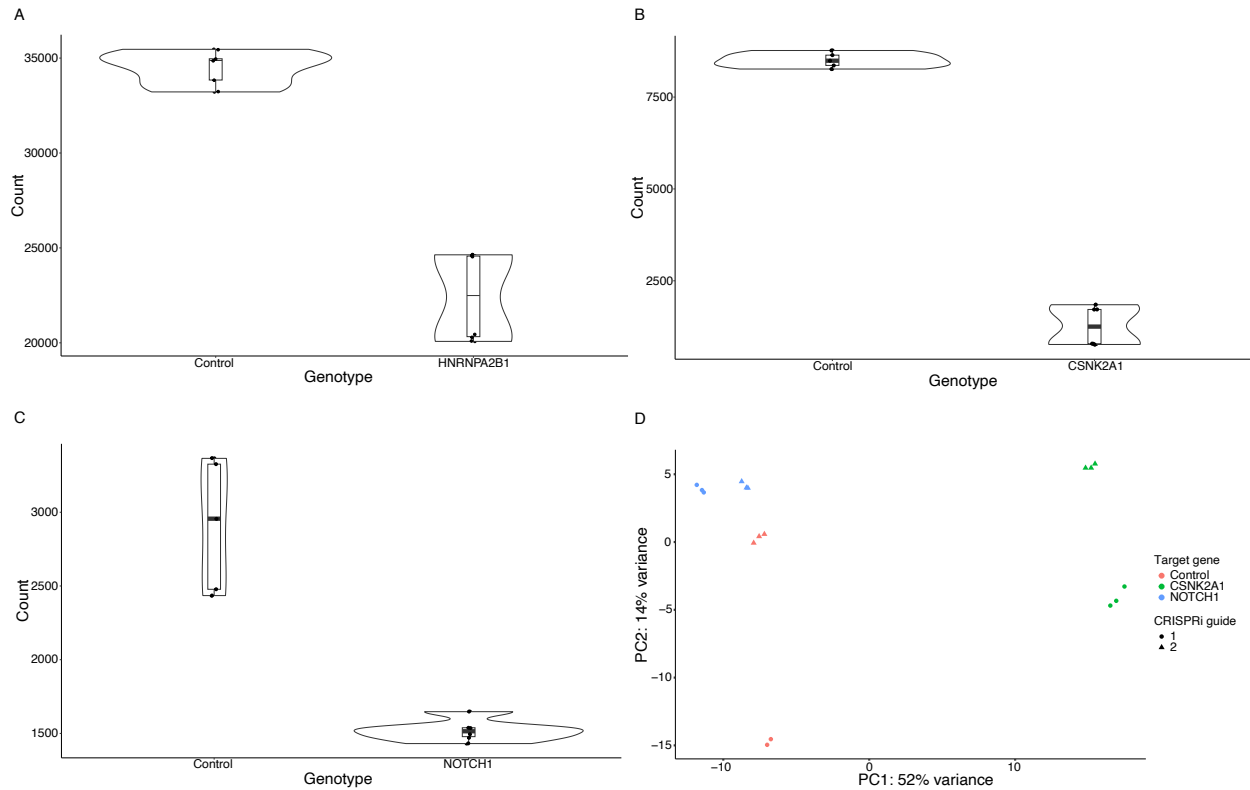 A
35000
30000
25000
20000
Count
Control
HNRNPA2B1
Genotype
B
7500
5000
2500
Count
Control
CSNK2A1
Genotype
C
3000
2500
2000
1500
Count
Control
NOTCH1
Genotype
D
5
0
−5
−10
−15
PC2: 14% variance
−10
0
10
PC1: 52% variance
Target gene
Control
CSNK2A1
NOTCH1
CRISPRi guide
1
2